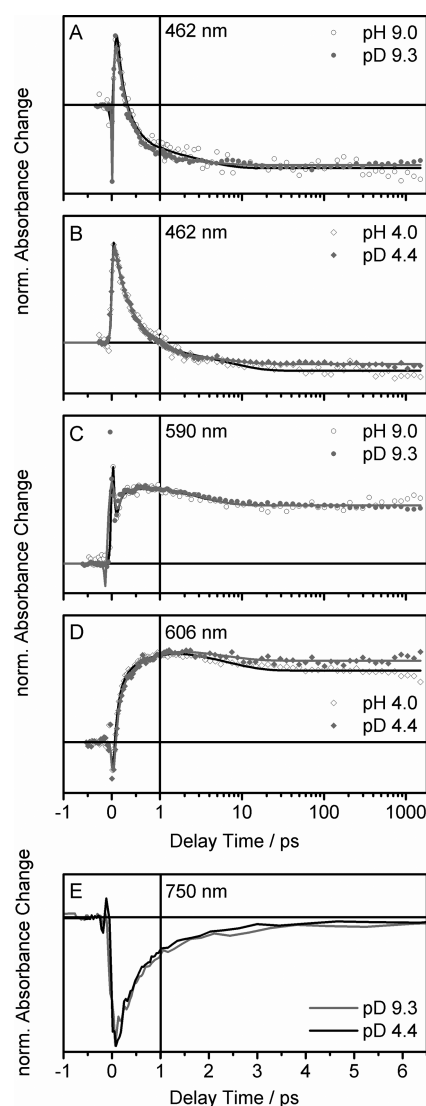 A
462 nm
pH 9.0
pD 9.3
norm. Absorbance Change
B
462 nm
pH 4.0
pD 4.4
C
590 nm
pH 9.0
pD 9.3
norm. Absorbance Change
D
606 nm
pH 4.0
pD 4.4
-1 0 1 10 100 1000
Delay Time / ps
E
750 nm
norm. Absorbance Change
pD 9.3
pD 4.4
-1 0 1 2 3 4 5 6
Delay Time / ps